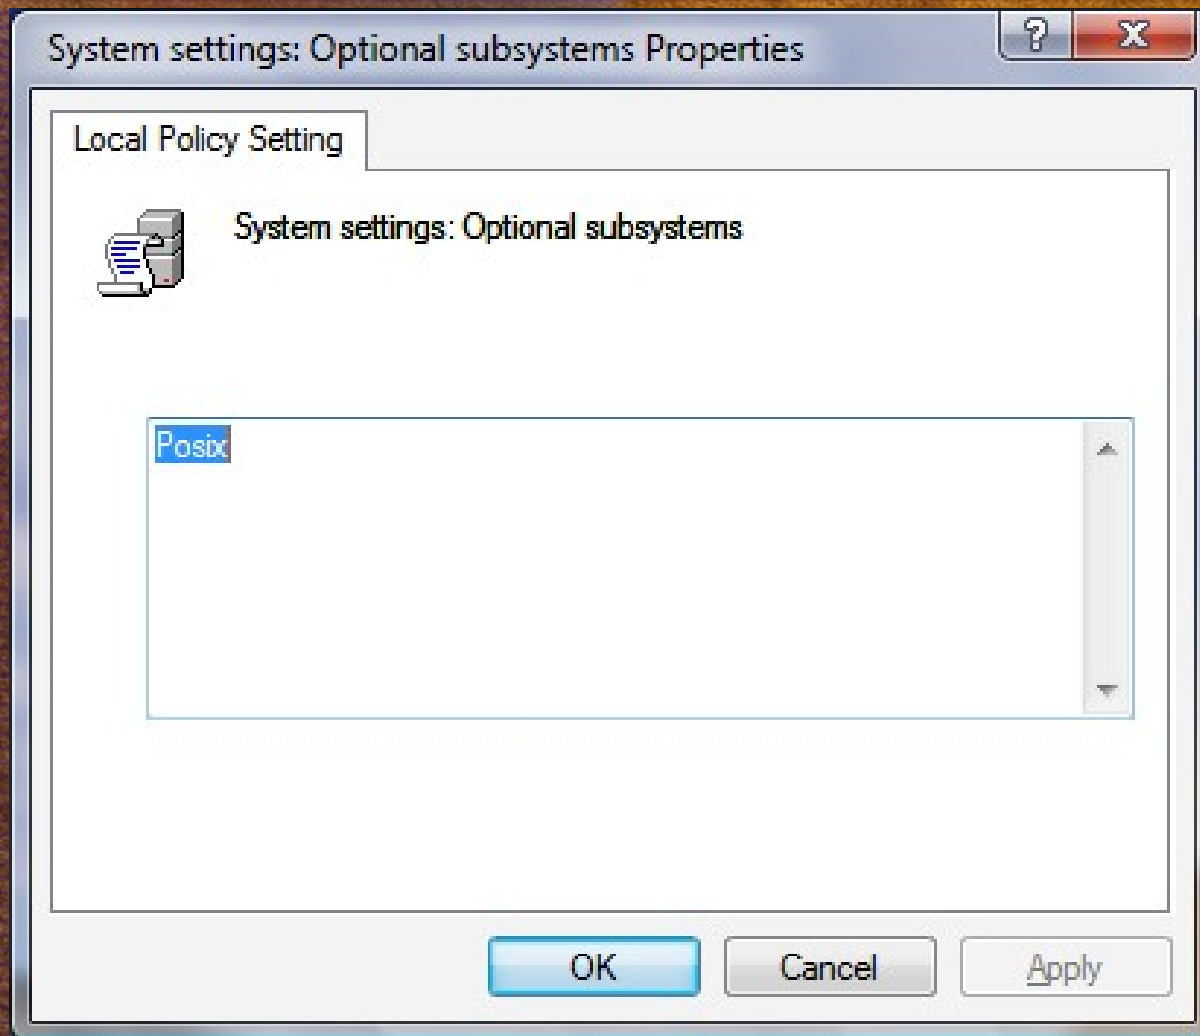 System settings: Optional subsystems Properties
Local Policy Setting
System settings: Optional subsystems
Posix
OK
Cancel
Apply